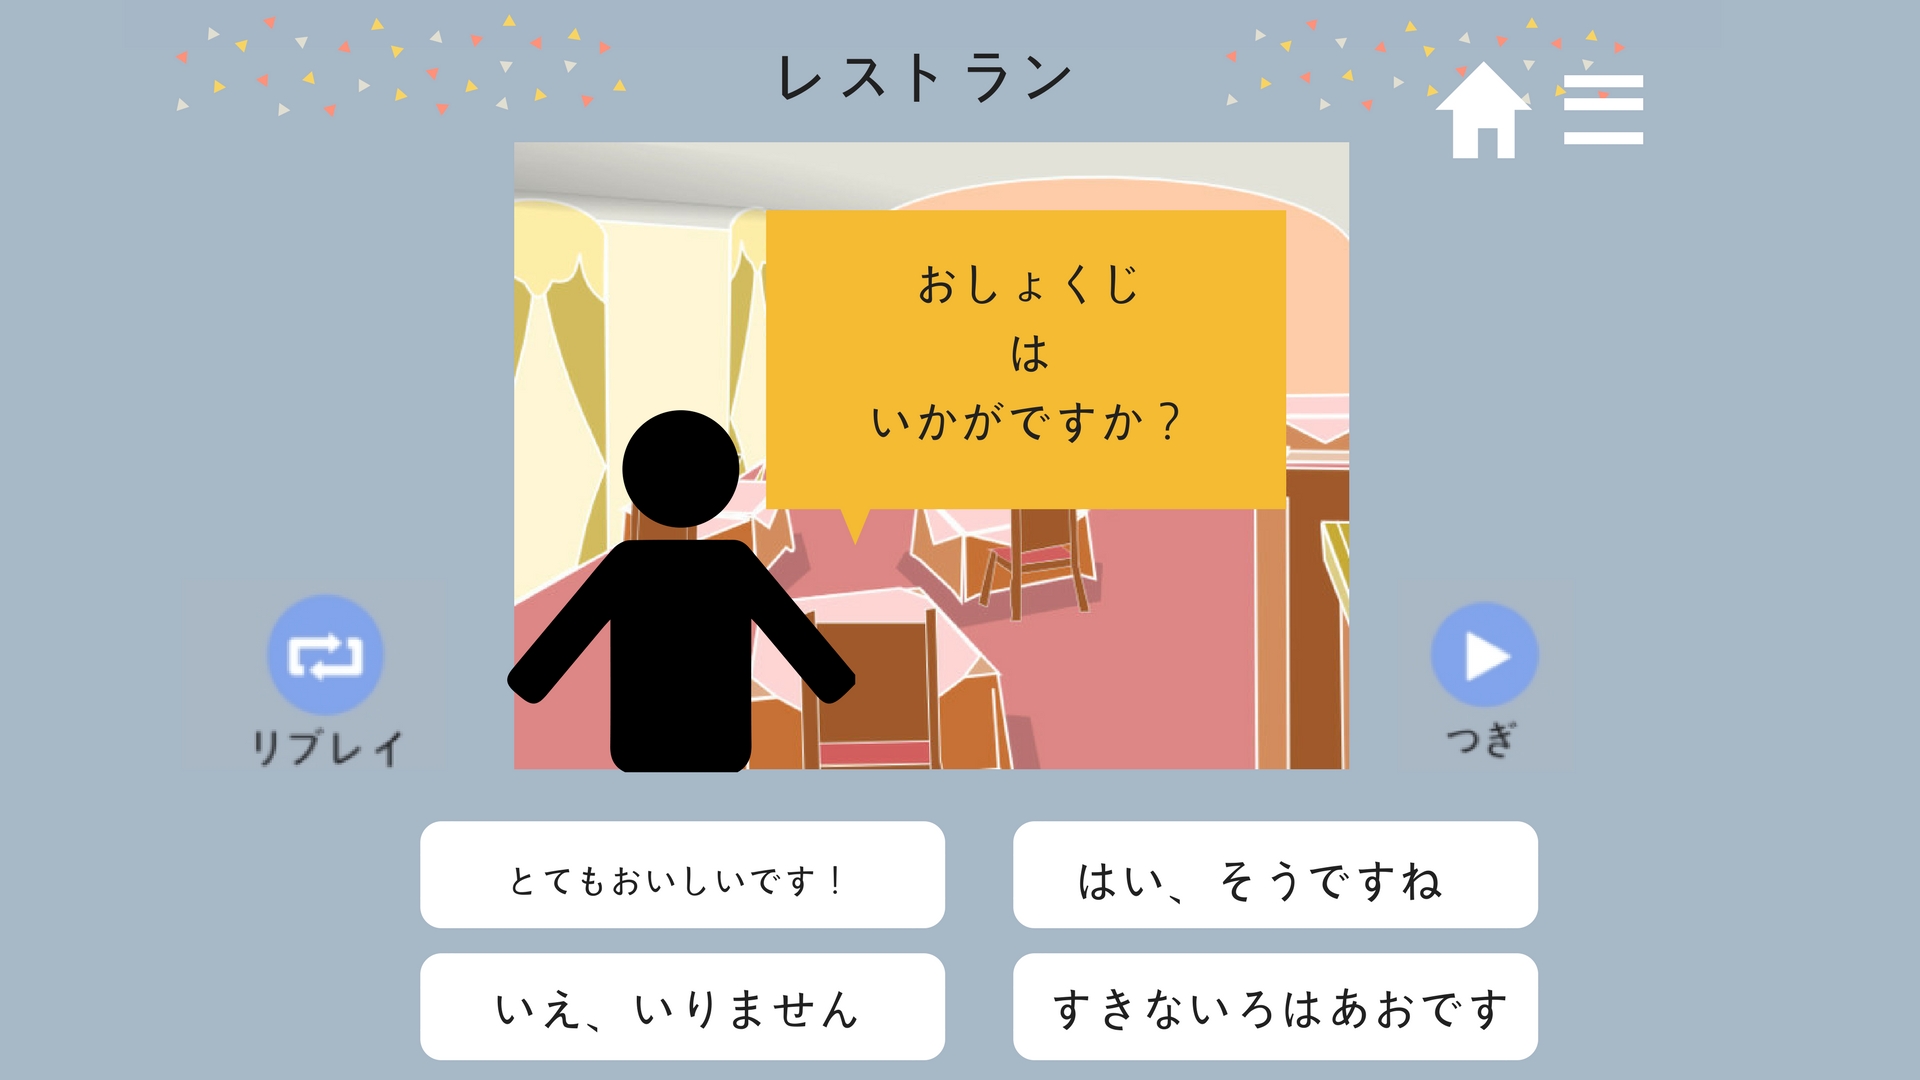 レストラン
おしょくじ
は
いかがですか？
リプレイ
つぎ
とてもおいしいです！
はい、そうですね
いえ、いりません
すきないろはあおです